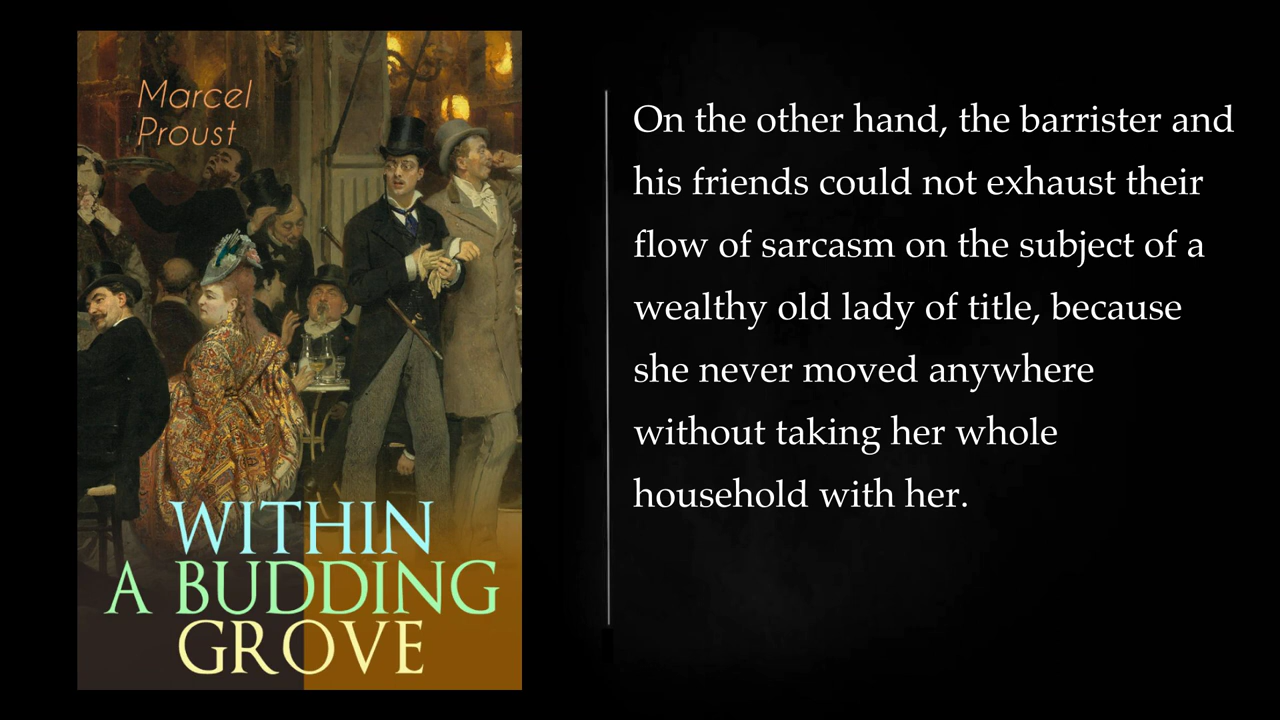 Marcel
Proust
WITHIN
A BUDDING
GROVE
On the other hand, the barrister and
his friends could not exhaust their
flow of sarcasm on the subject of a
wealthy old lady of title, because
she never moved anywhere
without taking her whole
household with her.